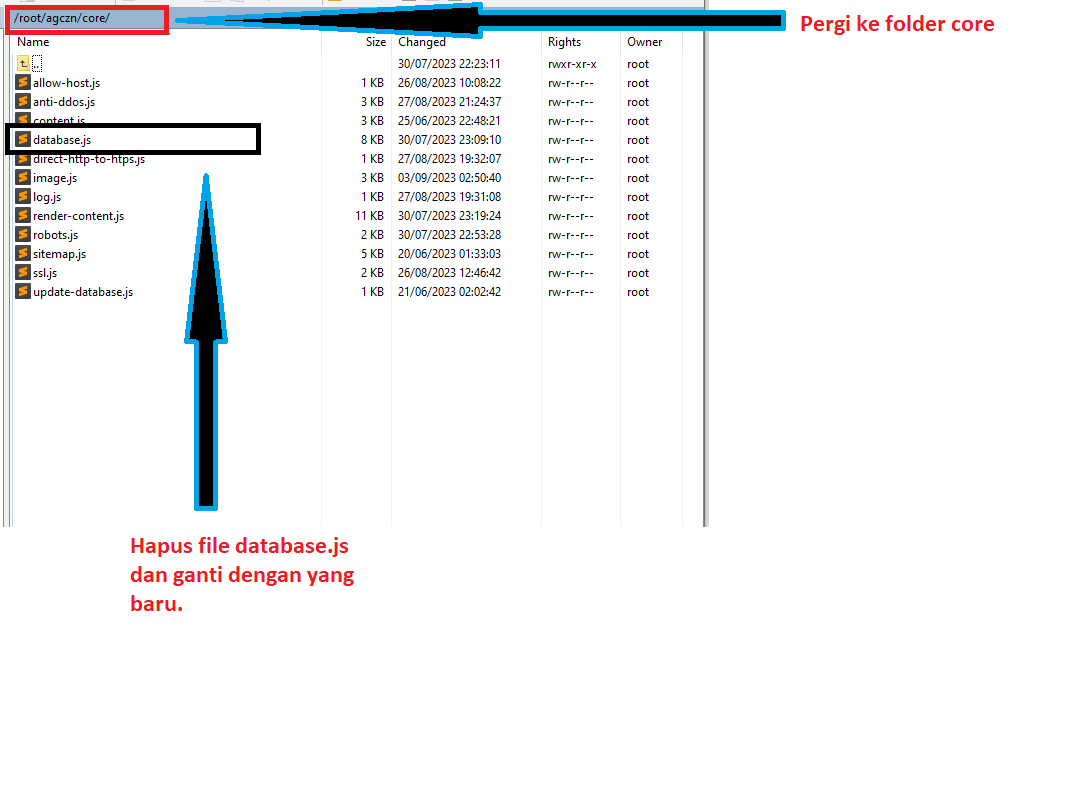 /root/agczn/core/
Pergi ke folder core
Name Size Changed Rights Owner
.. 30/07/2023 22:23:11 rwxr-xr-x root
allow-host.js 1 KB 26/08/2023 10:08:22 rw-r--r-- root
anti-ddos.js 3 KB 27/08/2023 21:24:37 rw-r--r-- root
content.js 3 KB 25/06/2023 22:48:21 rw-r--r-- root
database.js 8 KB 30/07/2023 23:09:10 rw-r--r-- root
direct-http-to-htps.js 1 KB 27/08/2023 19:32:07 rw-r--r-- root
image.js 3 KB 03/09/2023 02:50:40 rw-r--r-- root
log.js 1 KB 27/08/2023 19:31:08 rw-r--r-- root
render-content.js 11 KB 30/07/2023 23:19:24 rw-r--r-- root
robots.js 2 KB 30/07/2023 22:53:28 rw-r--r-- root
sitemap.js 5 KB 20/06/2023 01:33:03 rw-r--r-- root
ssl.js 2 KB 26/08/2023 12:46:42 rw-r--r-- root
update-database.js 1 KB 21/06/2023 02:02:42 rw-r--r-- root
Hapus file database.js
dan ganti dengan yang
baru.